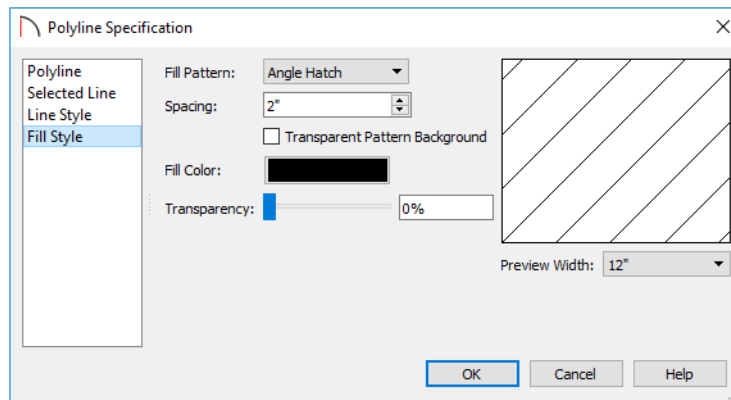 Polyline Specification
Polyline
Selected Line
Line Style
Fill Style
Fill Pattern: Angle Hatch
Spacing: 2"
Transparent Pattern Background
Fill Color:
Transparency: 0%
Preview Width: 12"
OK Cancel Help